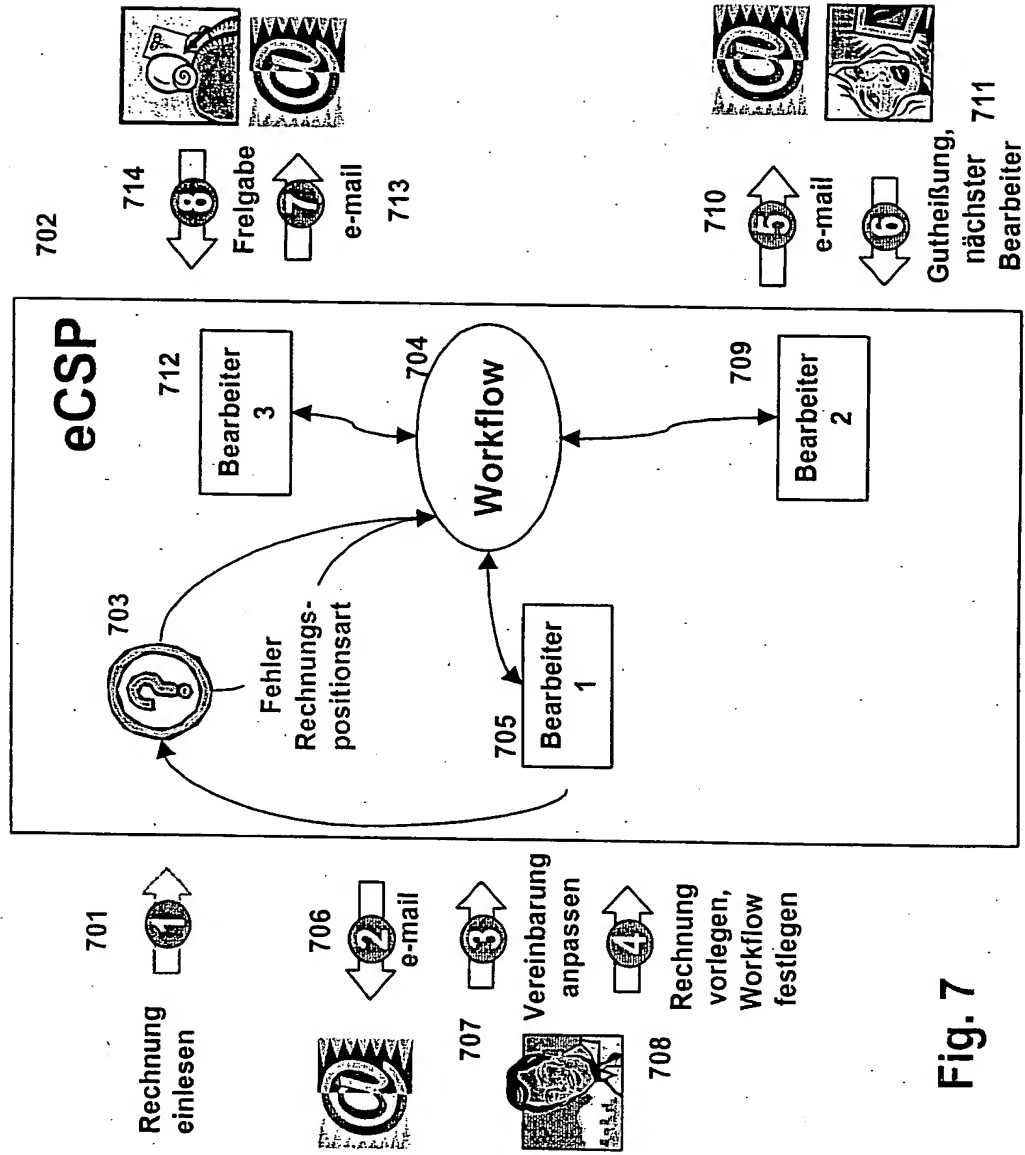 eCSP
701
1
Rechnung
einlesen
706
2
e-mail
707
3
Vereinbarung
anpassen
708
4
Rechnung
vorlegen,
Workflow
festlegen
703
?
Fehler
Rechnungs-
positionsart
705
Bearbeiter
1
704
Workflow
712
Bearbeiter
3
709
Bearbeiter
2
702
714
8
Freigabe
7
e-mail
713
710
5
e-mail
6
Gutheißung,
nächster
Bearbeiter
711
@
@
@
Fig. 7